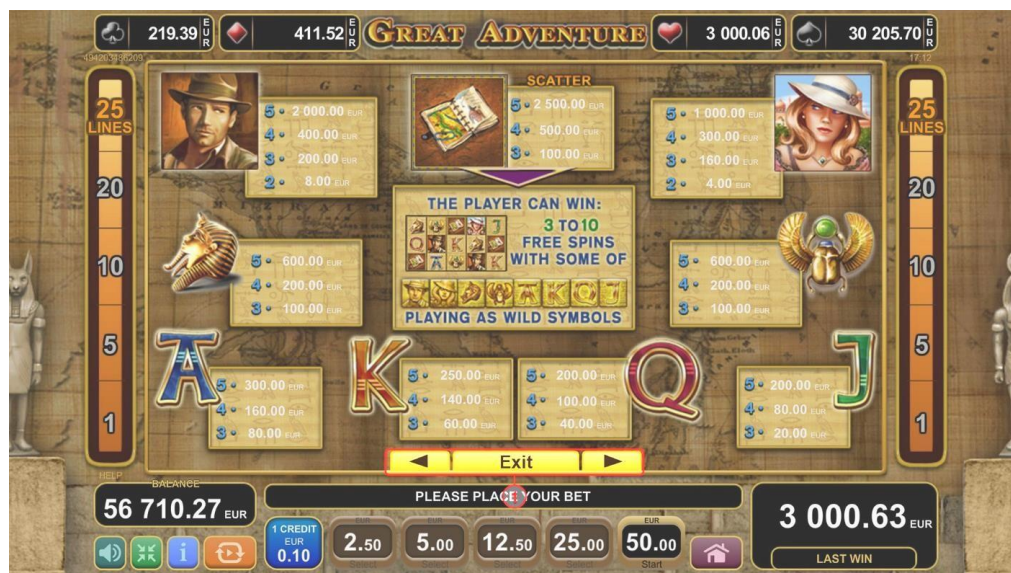 219.39 EUR
411.52 EUR
GREAT ADVENTURE
3 000.06 EUR
30 205.70 EUR
17:12
25
LINES
20
10
5
1
25
LINES
20
10
5
1
5 • 2 000.00 EUR
4 • 400.00 EUR
3 • 200.00 EUR
2 • 8.00 EUR
SCATTER
5 • 2 500.00 EUR
4 • 500.00 EUR
3 • 100.00 EUR
5 • 1 000.00 EUR
4 • 300.00 EUR
3 • 160.00 EUR
2 • 4.00 EUR
THE PLAYER CAN WIN:
3 TO 10
FREE SPINS
WITH SOME OF
A K Q J
PLAYING AS WILD SYMBOLS
5 • 600.00 EUR
4 • 200.00 EUR
3 • 100.00 EUR
5 • 600.00 EUR
4 • 200.00 EUR
3 • 100.00 EUR
A
5 • 300.00 EUR
4 • 160.00 EUR
3 • 80.00 EUR
K
5 • 250.00 EUR
4 • 140.00 EUR
3 • 60.00 EUR
5 • 200.00 EUR
4 • 100.00 EUR
3 • 40.00 EUR
Q
5 • 200.00 EUR
4 • 80.00 EUR
3 • 20.00 EUR
J
Exit
HELP
BALANCE
56 710.27 EUR
PLEASE PLACE YOUR BET
1 CREDIT
EUR
0.10
EUR
2.50
Select
EUR
5.00
Select
EUR
12.50
Select
EUR
25.00
Select
EUR
50.00
Start
3 000.63 EUR
LAST WIN